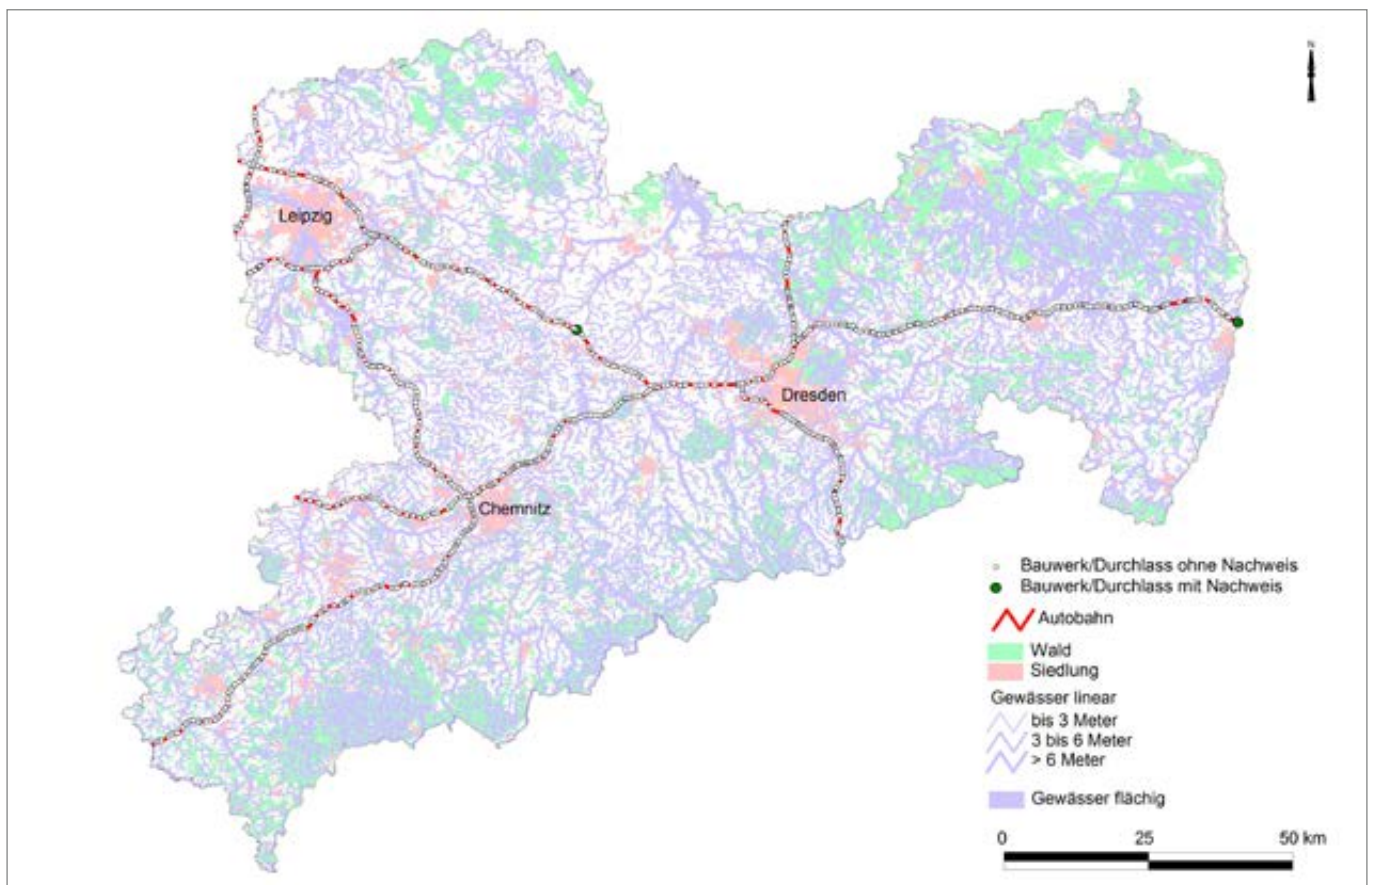 N
Leipzig
Dresden
Chemnitz
Bauwerk/Durchlass ohne Nachweis
Bauwerk/Durchlass mit Nachweis
Autobahn
Wald
Siedlung
Gewässer linear
bis 3 Meter
3 bis 6 Meter
> 6 Meter
Gewässer flächig
0 25 50 km